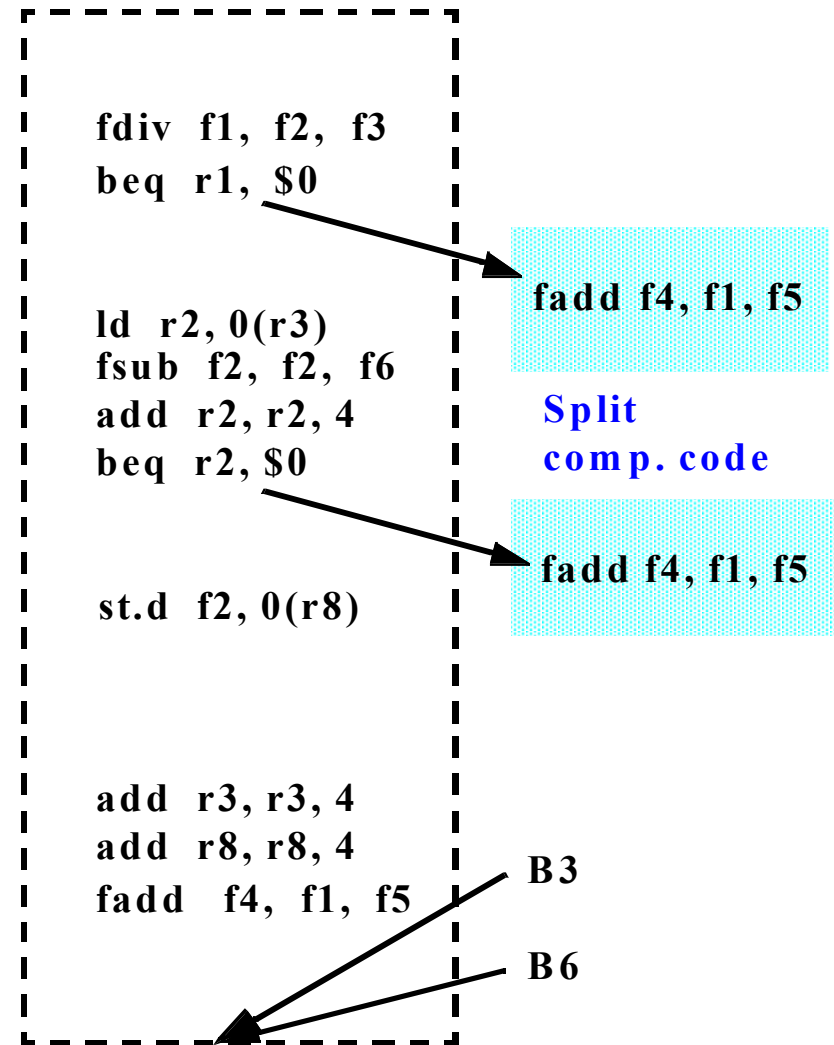 fdiv f1, f2, f3
beq r1, $0
fadd f4, f1, f5
ld r2, 0(r3)
fsub f2, f2, f6
add r2, r2, 4
beq r2, $0
Split
comp. code
fadd f4, f1, f5
st.d f2, 0(r8)
add r3, r3, 4
add r8, r8, 4
fadd f4, f1, f5
B3
B6